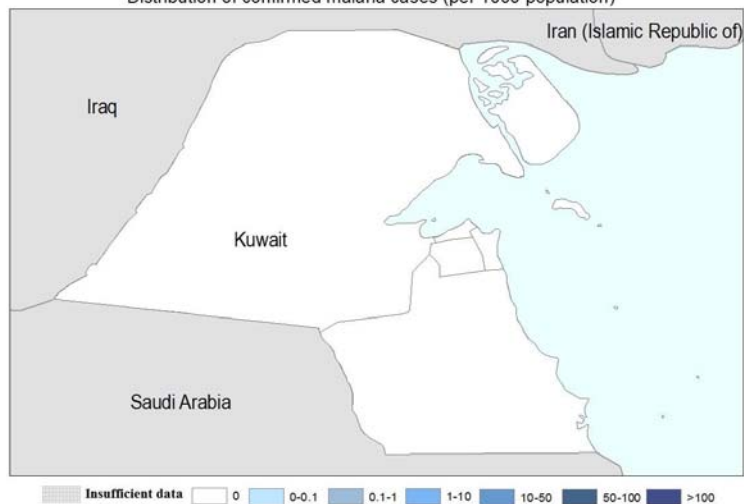 Distribution of confirmed malaria cases (per 1000 population)
Iran (Islamic Republic of)
Iraq
Kuwait
Saudi Arabia
Insufficient data 0 0-0.1 0.1-1 1-10 10-50 50-100 >100